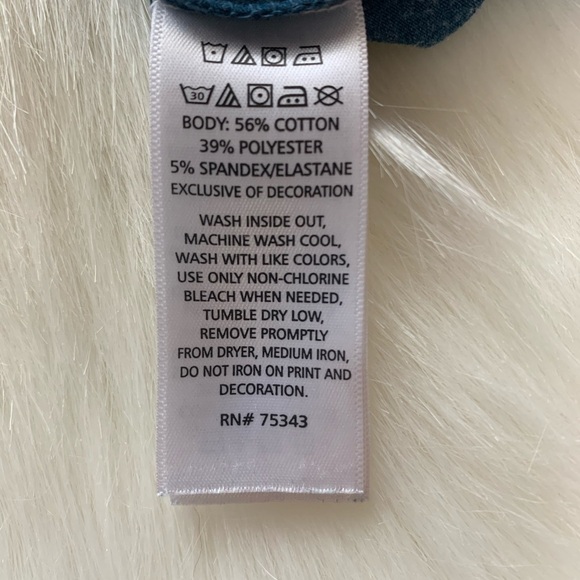 30
BODY: 56% COTTON
39% POLYESTER
5% SPANDEX/ELASTANE
EXCLUSIVE OF DECORATION
WASH INSIDE OUT,
MACHINE WASH COOL,
WASH WITH LIKE COLORS,
USE ONLY NON-CHLORINE
BLEACH WHEN NEEDED,
TUMBLE DRY LOW,
REMOVE PROMPTLY
FROM DRYER, MEDIUM IRON,
DO NOT IRON ON PRINT AND
DECORATION.
RN# 75343